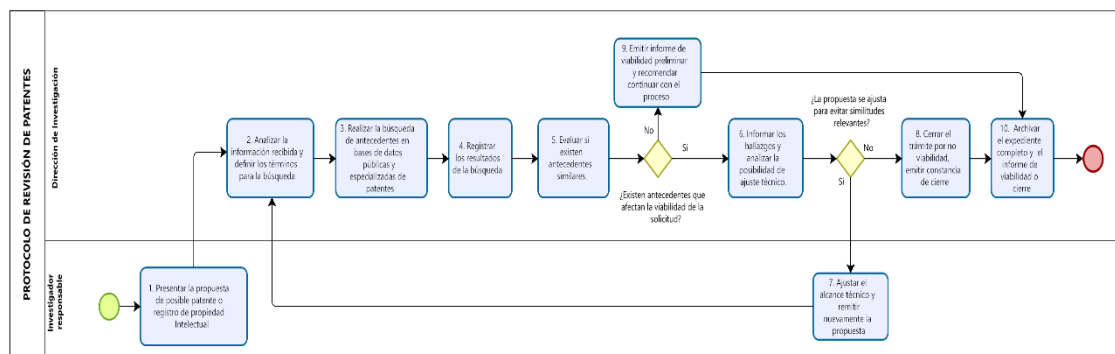 PROTOCOLO DE REVISIÓN DE PATENTES
Dirección de Investigación
Investigador
responsable
1. Presentar la propuesta
de posible patente o
registro de propiedad
Intelectual
2. Analizar la
información recibida y
definir los términos
para la búsqueda
3. Realizar la búsqueda
de antecedentes en
bases de datos
públicas y
especializadas de
patentes
4. Registrar
los resultados
de la búsqueda
5. Evaluar si
existen
antecedentes
similares.
¿Existen antecedentes que
afectan la viabilidad de la
solicitud?
No
Si
9. Emitir informe de
viabilidad preliminar
y recomendar
continuar con el
proceso
6. Informar los
hallazgos y
analizar la
posibilidad de
ajuste técnico.
¿La propuesta se ajusta
para evitar similitudes
relevantes?
No
Si
7. Ajustar el
alcance técnico y
remitir
nuevamente la
propuesta
8. Cerrar el
trámite por no
viabilidad,
emitir constancia
de cierre
10. Archivar
el expediente
completo y el
informe de
viabilidad o
cierre